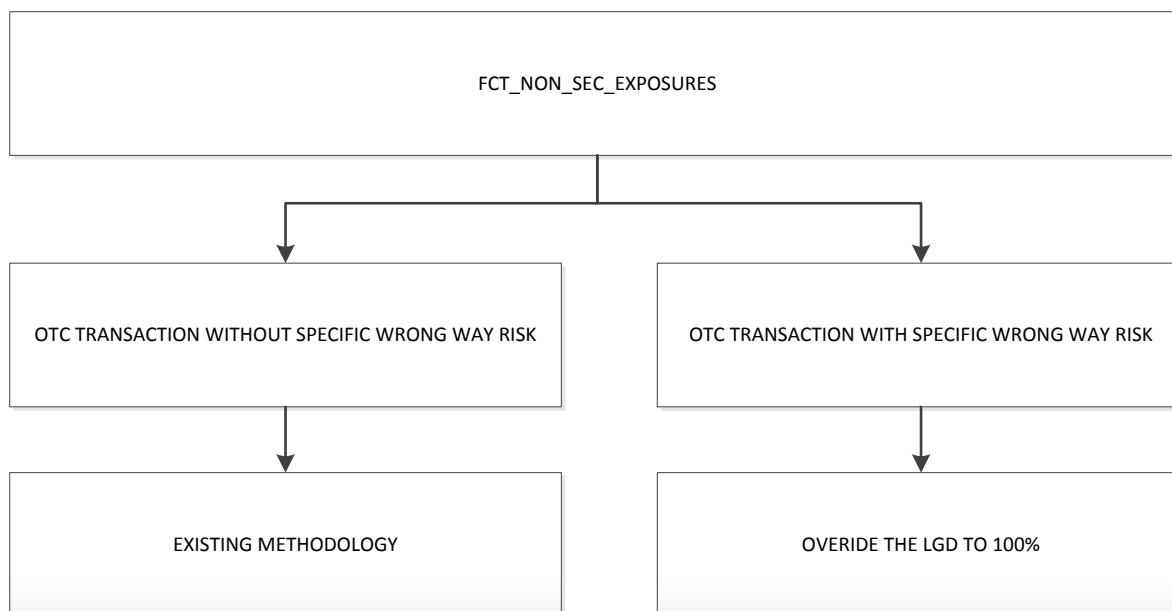 FCT_NON_SEC_EXPOSURES
OTC TRANSACTION WITHOUT SPECIFIC WRONG WAY RISK
OTC TRANSACTION WITH SPECIFIC WRONG WAY RISK
EXISTING METHODOLOGY
OVERIDE THE LGD TO 100%